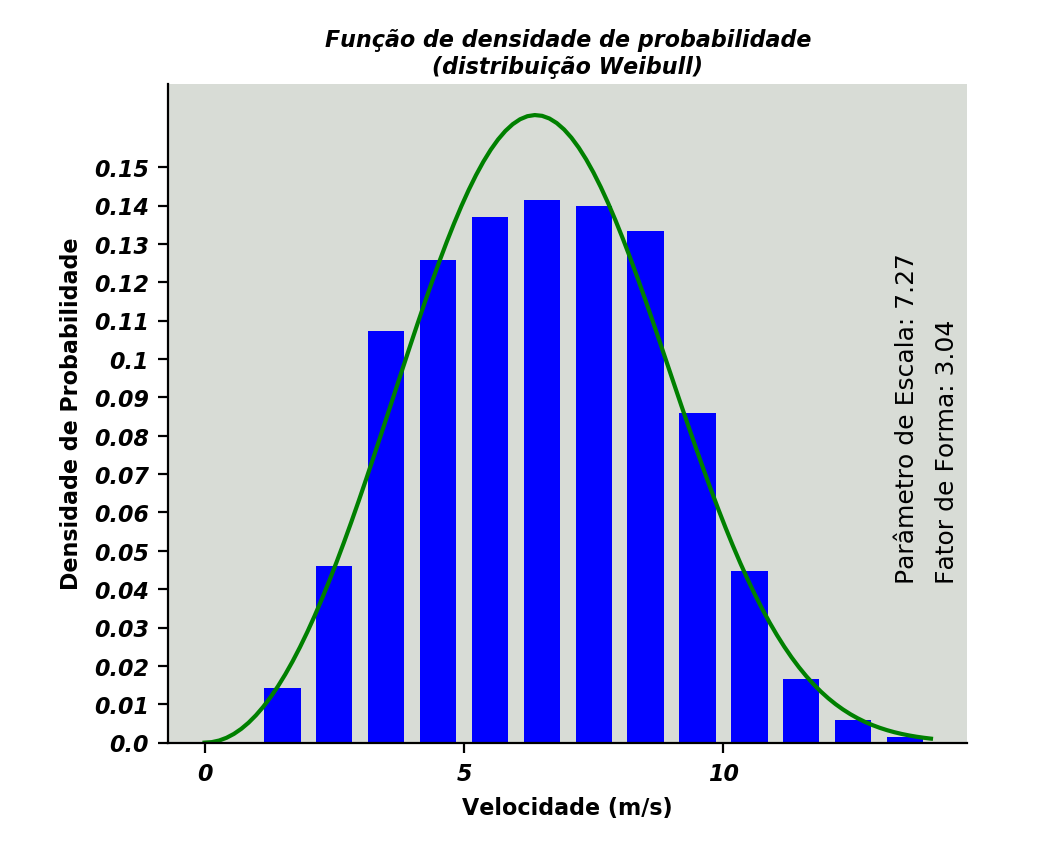 Função de densidade de probabilidade
(distribuição Weibull)
0.15
0.14
0.13
0.12
0.11
0.1
0.09
0.08
0.07
0.06
0.05
0.04
0.03
0.02
0.01
0.0
Densidade de Probabilidade
0 5 10
Velocidade (m/s)
Parâmetro de Escala: 7.27
Fator de Forma: 3.04